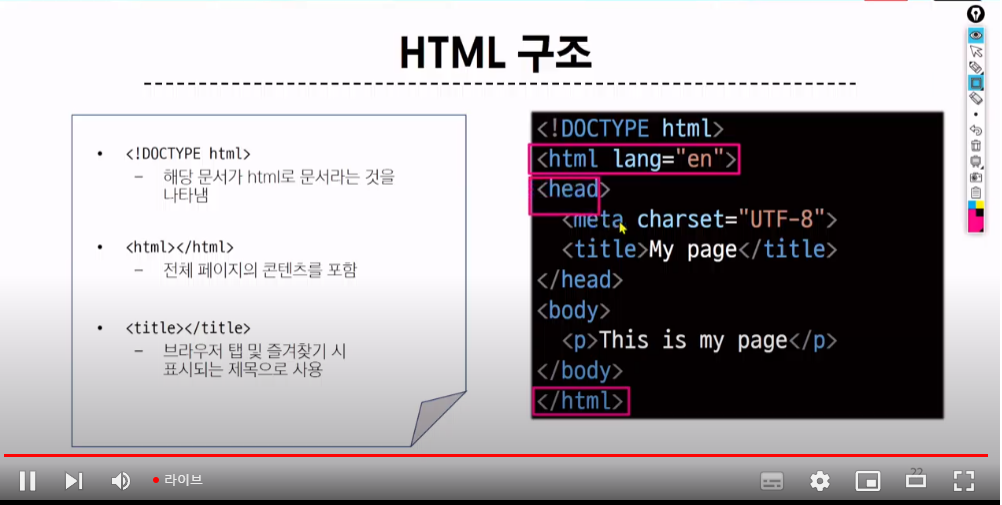 HTML 구조
• <!DOCTYPE html>
– 해당 문서가 html로 문서라는 것을
나타냄
• <html></html>
– 전체 페이지의 콘텐츠를 포함
• <title></title>
– 브라우저 탭 및 즐겨찾기 시
표시되는 제목으로 사용
<!DOCTYPE html>
<html lang="en">
<head>
<meta charset="UTF-8">
<title>My page</title>
</head>
<body>
<p>This is my page</p>
</body>
</html>
라이브
22